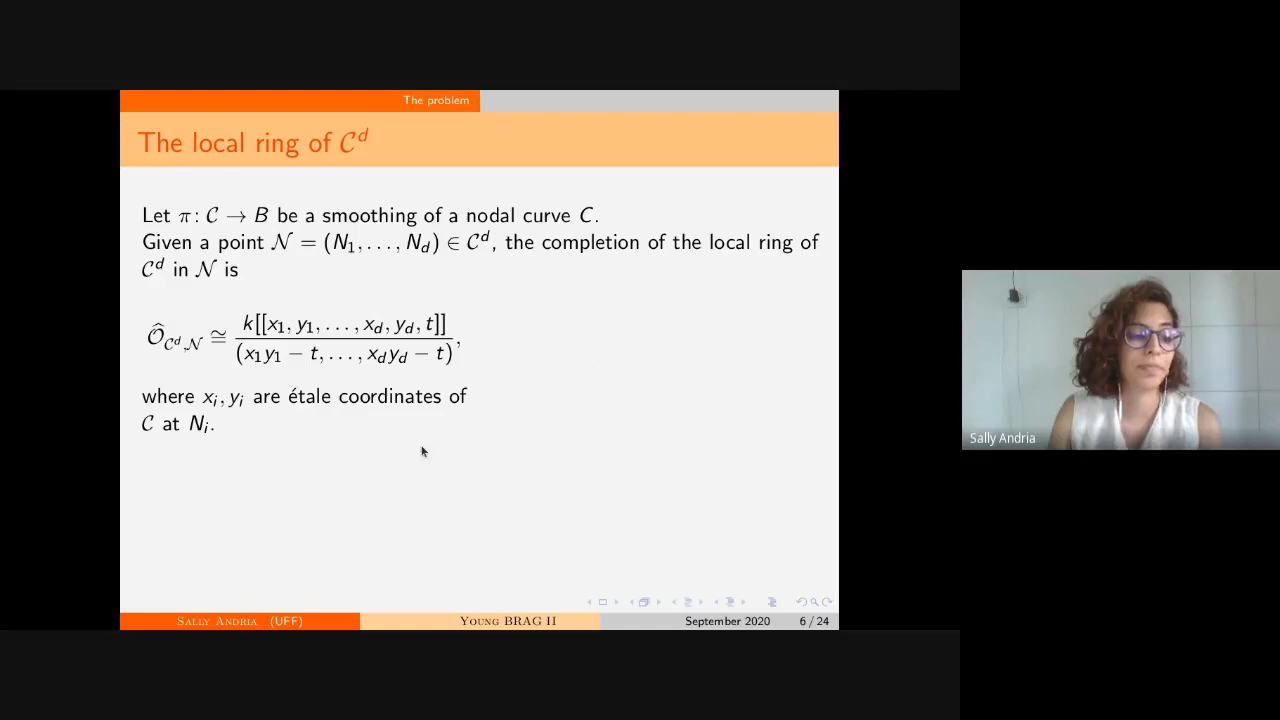 The problem
The local ring of 𝒞^d
Let π: 𝒞 → B be a smoothing of a nodal curve C.
Given a point 𝒩 = (N_1, . . . , N_d) ∈ 𝒞^d, the completion of the local ring of
𝒞^d in 𝒩 is
Ô_{𝒞^d,𝒩} ≅ k[[x_1, y_1, . . . , x_d, y_d, t]] / (x_1y_1 − t, . . . , x_dy_d − t),
where x_i, y_i are étale coordinates of
𝒞 at N_i.
Sally Andria
Sally Andria (UFF) Young BRAG II September 2020 6 / 24